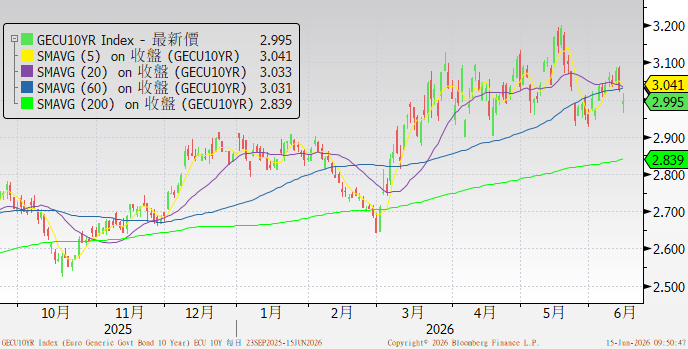 GECU10YR Index - 最新價 2.995
SMAVG (5) on 收盤 (GECU10YR) 3.041
SMAVG (20) on 收盤 (GECU10YR) 3.033
SMAVG (60) on 收盤 (GECU10YR) 3.031
SMAVG (200) on 收盤 (GECU10YR) 2.839
3.200
3.100
3.041
2.995
2.900
2.839
2.800
2.700
2.600
2.500
10月 11月 12月 1月 2月 3月 4月 5月 6月
2025 2026
GECU10YR Index (Euro Generic Govt Bond 10 Year) ECU 10Y 每日 23SEP2025-15JUN2026 Copyright© 2026 Bloomberg Finance L.P. 15-Jun-2026 09:50:47